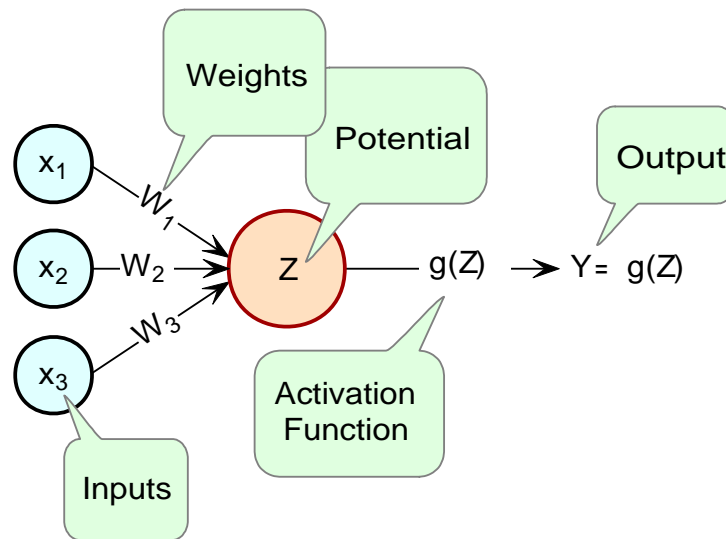 Weights
Potential
Output
x1
W1
x2
W2
Z
g(Z)
Y = g(Z)
W3
x3
Activation
Function
Inputs